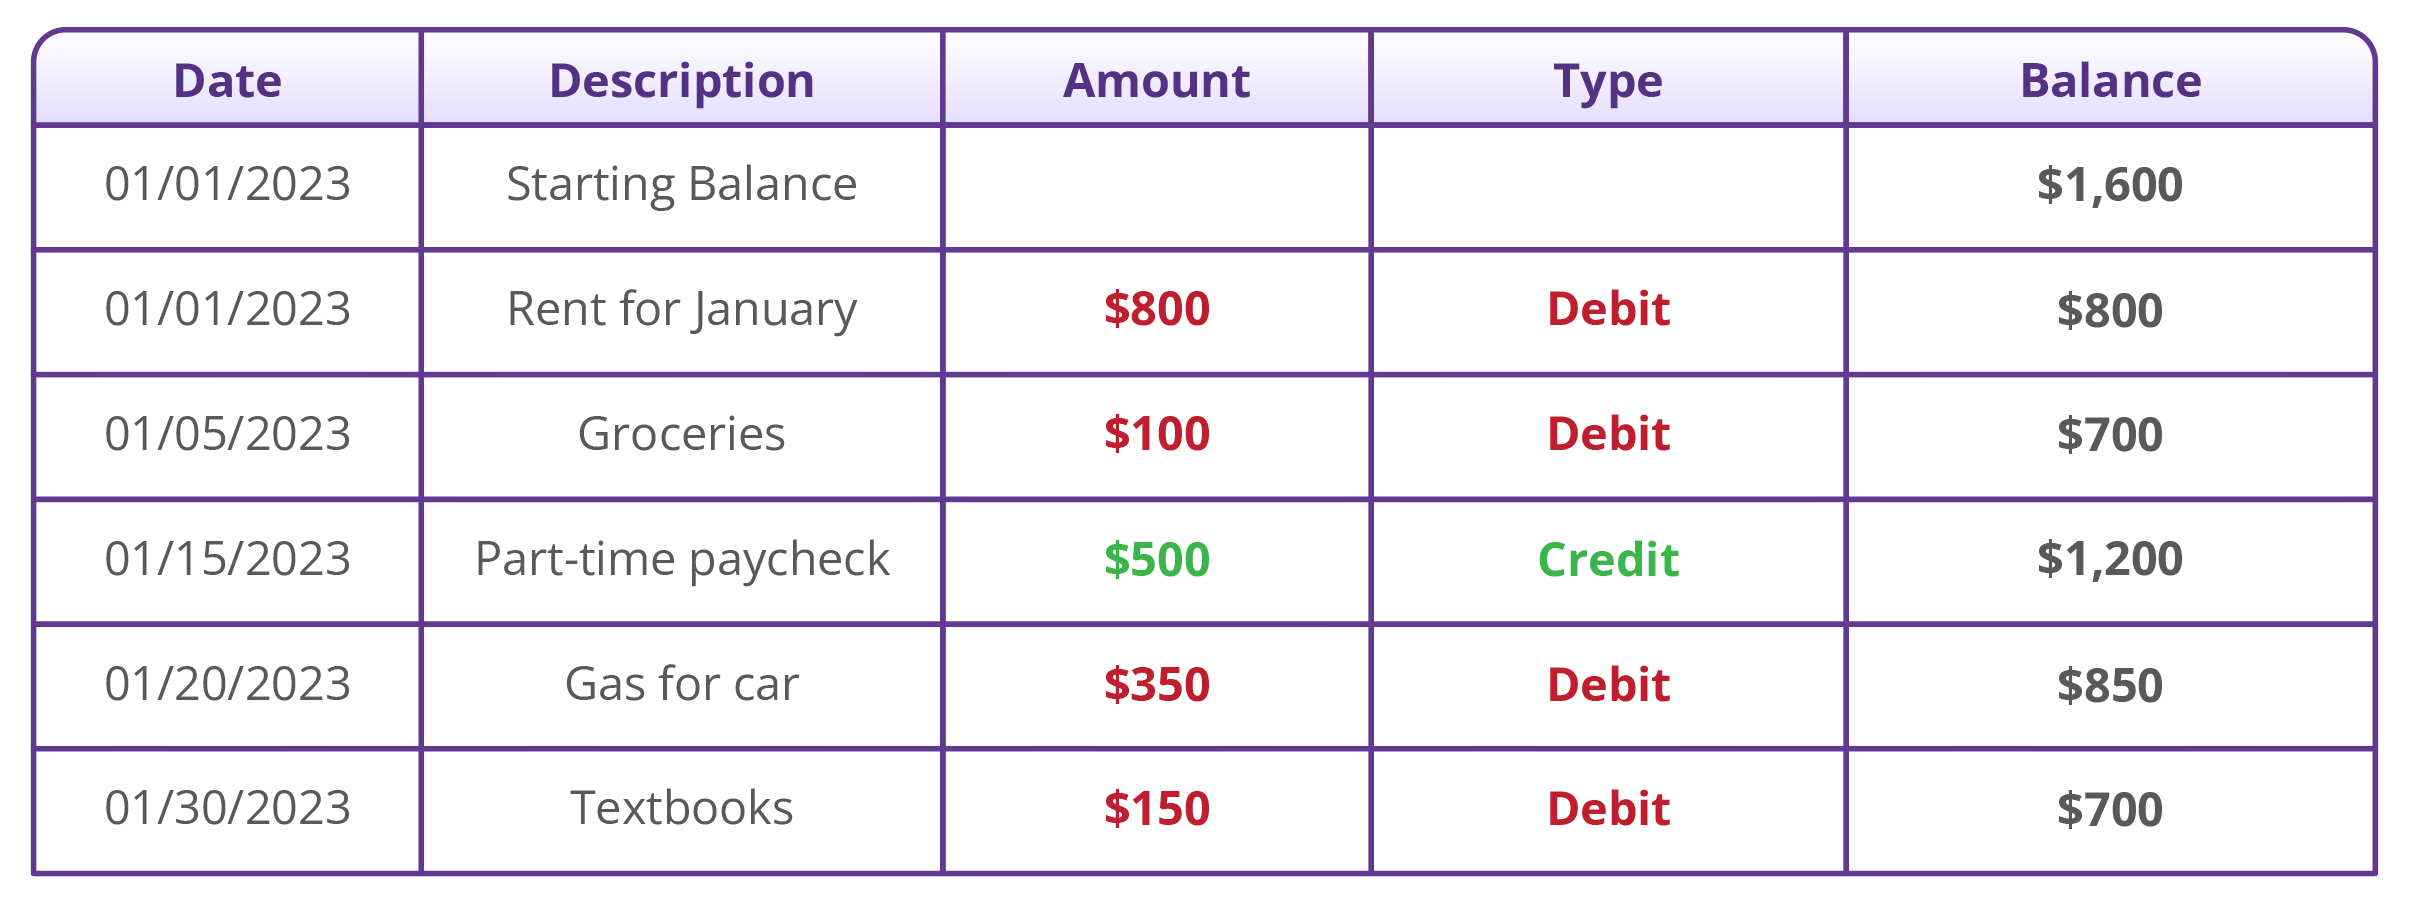 Date Description Amount Type Balance
01/01/2023 Starting Balance $1,600
01/01/2023 Rent for January $800 Debit $800
01/05/2023 Groceries $100 Debit $700
01/15/2023 Part-time paycheck $500 Credit $1,200
01/20/2023 Gas for car $350 Debit $850
01/30/2023 Textbooks $150 Debit $700